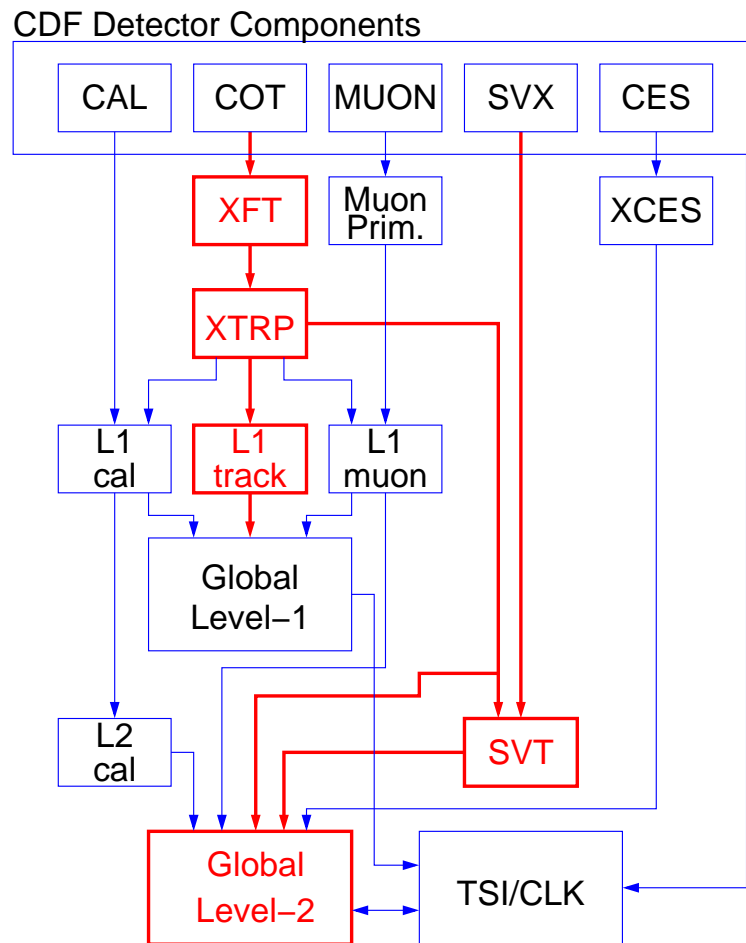 CDF Detector Components
CAL
COT
MUON
SVX
CES
XFT
Muon
Prim.
XCES
XTRP
L1
cal
L1
track
L1
muon
Global
Level−1
L2
cal
SVT
Global
Level−2
TSI/CLK